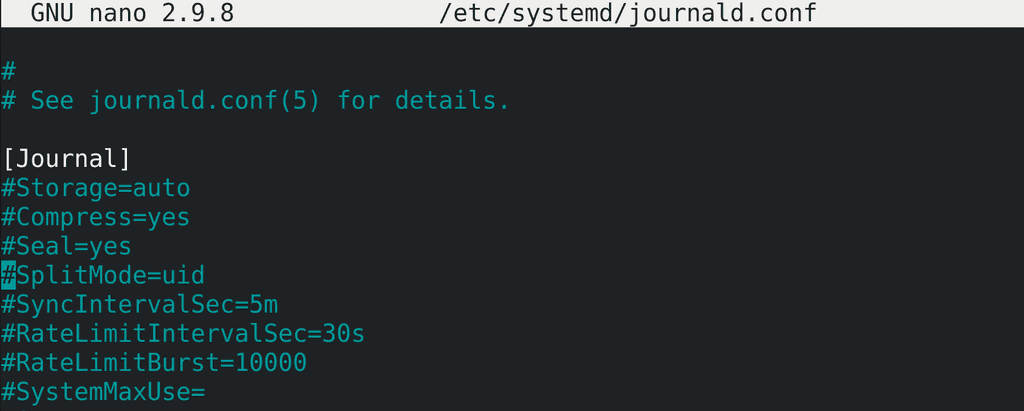 GNU nano 2.9.8 /etc/systemd/journald.conf
#
# See journald.conf(5) for details.
[Journal]
#Storage=auto
#Compress=yes
#Seal=yes
#SplitMode=uid
#SyncIntervalSec=5m
#RateLimitIntervalSec=30s
#RateLimitBurst=10000
#SystemMaxUse=